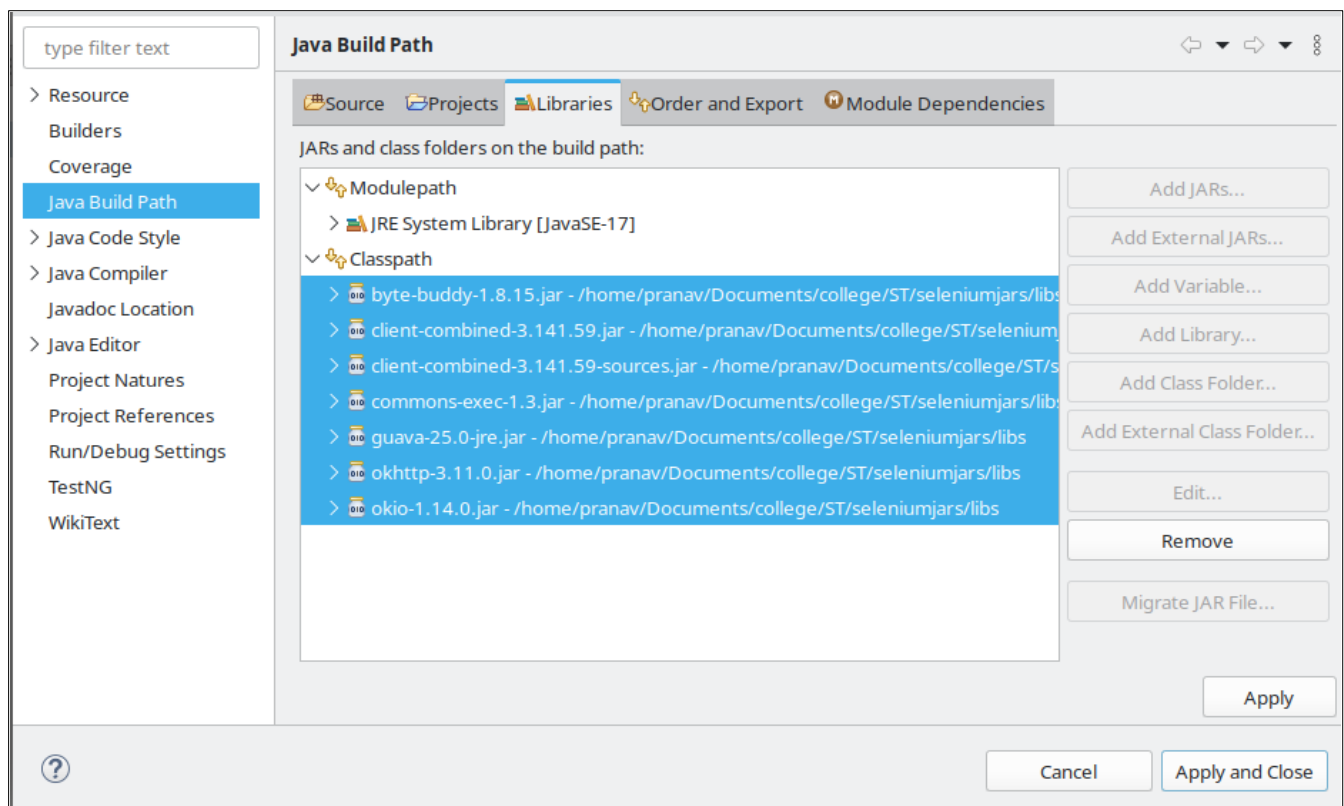 type filter text
Resource
Builders
Coverage
Java Build Path
Java Code Style
Java Compiler
Javadoc Location
Java Editor
Project Natures
Project References
Run/Debug Settings
TestNG
WikiText
Java Build Path
Source Projects Libraries Order and Export Module Dependencies
JARs and class folders on the build path:
Modulepath
JRE System Library [JavaSE-17]
Classpath
byte-buddy-1.8.15.jar - /home/pranav/Documents/college/ST/seleniumjars/libs
client-combined-3.141.59.jar - /home/pranav/Documents/college/ST/selenium
client-combined-3.141.59-sources.jar - /home/pranav/Documents/college/ST/s
commons-exec-1.3.jar - /home/pranav/Documents/college/ST/seleniumjars/libs
guava-25.0-jre.jar - /home/pranav/Documents/college/ST/seleniumjars/libs
okhttp-3.11.0.jar - /home/pranav/Documents/college/ST/seleniumjars/libs
okio-1.14.0.jar - /home/pranav/Documents/college/ST/seleniumjars/libs
Add JARs...
Add External JARs...
Add Variable...
Add Library...
Add Class Folder...
Add External Class Folder...
Edit...
Remove
Migrate JAR File...
Apply
Cancel
Apply and Close